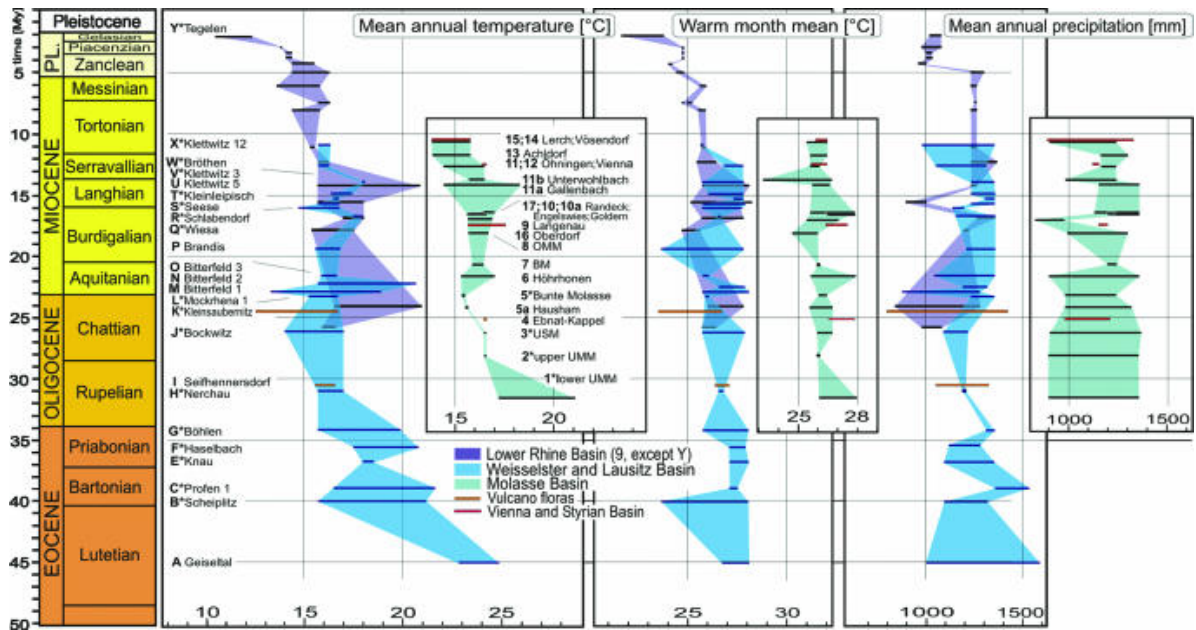 Pleistocene
time [My]
PL.
Gelasian
Piacenzian
Zanclean
5
MIOCENE
Messinian
Tortonian
10
Serravallian
Langhian
15
Burdigalian
20
Aquitanian
OLIGOCENE
Chattian
25
Rupelian
30
EOCENE
Priabonian
35
Bartonian
40
Lutetian
45
50
Mean annual temperature [°C]
Y*Tegelen
X*Klettwitz 12
W*Bröthen
V*Klettwitz 3
U Klettwitz 5
T*Kleinleipisch
S*Seese
R*Schlabendorf
Q*Wiesa
P Brandis
O Bitterfeld 3
N Bitterfeld 2
M Bitterfeld 1
L*Mockrhena 1
K*Kleinsaubernitz
J*Bockwitz
I Seifhennersdorf
H*Nerchau
G*Böhlen
F*Haselbach
E*Knau
C*Profen 1
B*Scheiplitz
A Geiseltal
10 15 20 25
15 20
15;14 Lerch;Vösendorf
13 Achldorf
11;12 Öhningen;Vienna
11b Unterwohlbach
11a Gallenbach
17;10;10a Randeck;
Engelswies;Goldern
9 Langenau
16 Oberdorf
8 OMM
7 BM
6 Höhrhonen
5*Bunte Molasse
5a Hausham
4 Ebnat-Kappel
3*USM
2*upper UMM
1*lower UMM
Lower Rhine Basin (9, except Y)
Weisselster and Lausitz Basin
Molasse Basin
Vulcano floras
Vienna and Styrian Basin
Warm month mean [°C]
25 28
25 30
Mean annual precipitation [mm]
1000 1500
1000 1500